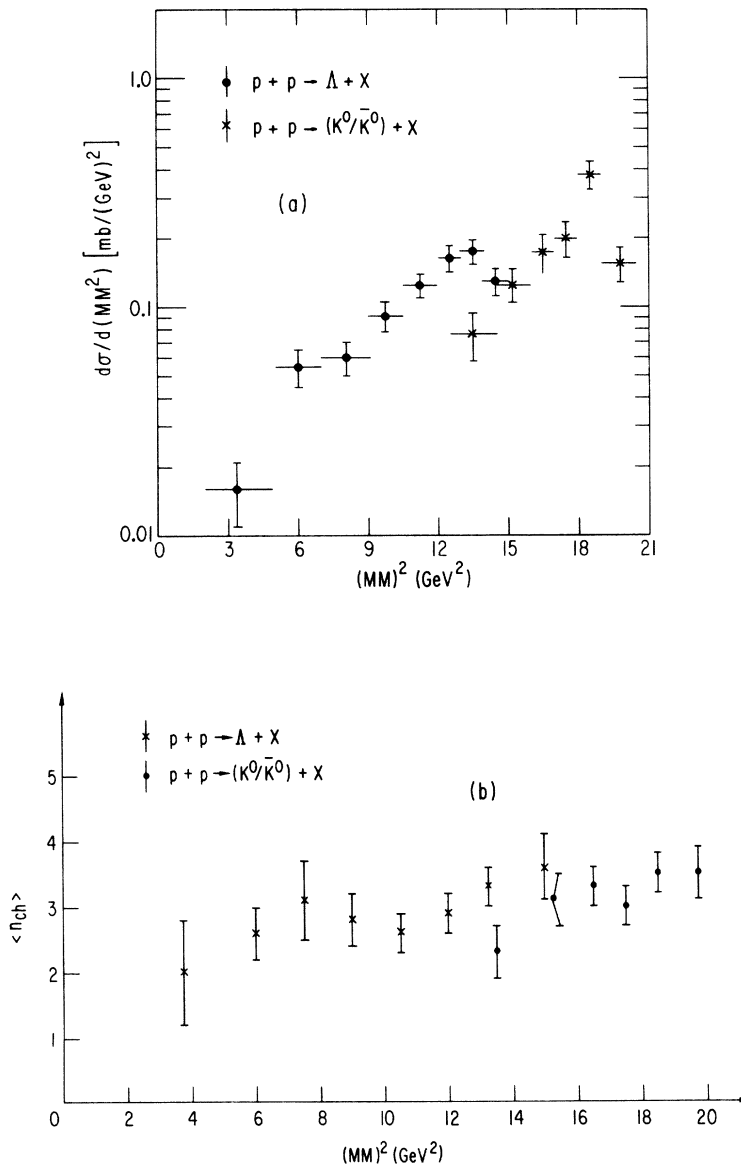 1.0
p + p → Λ + X
p + p → (K⁰/K̄⁰) + X
(a)
dσ/d(MM²) [mb/(GeV)²]
0.1
0.01
0 3 6 9 12 15 18 21
(MM)² (GeV²)
p + p → Λ + X
p + p → (K⁰/K̄⁰) + X
(b)
5
4
3
2
1
<n_ch>
0 2 4 6 8 10 12 14 16 18 20
(MM)² (GeV²)